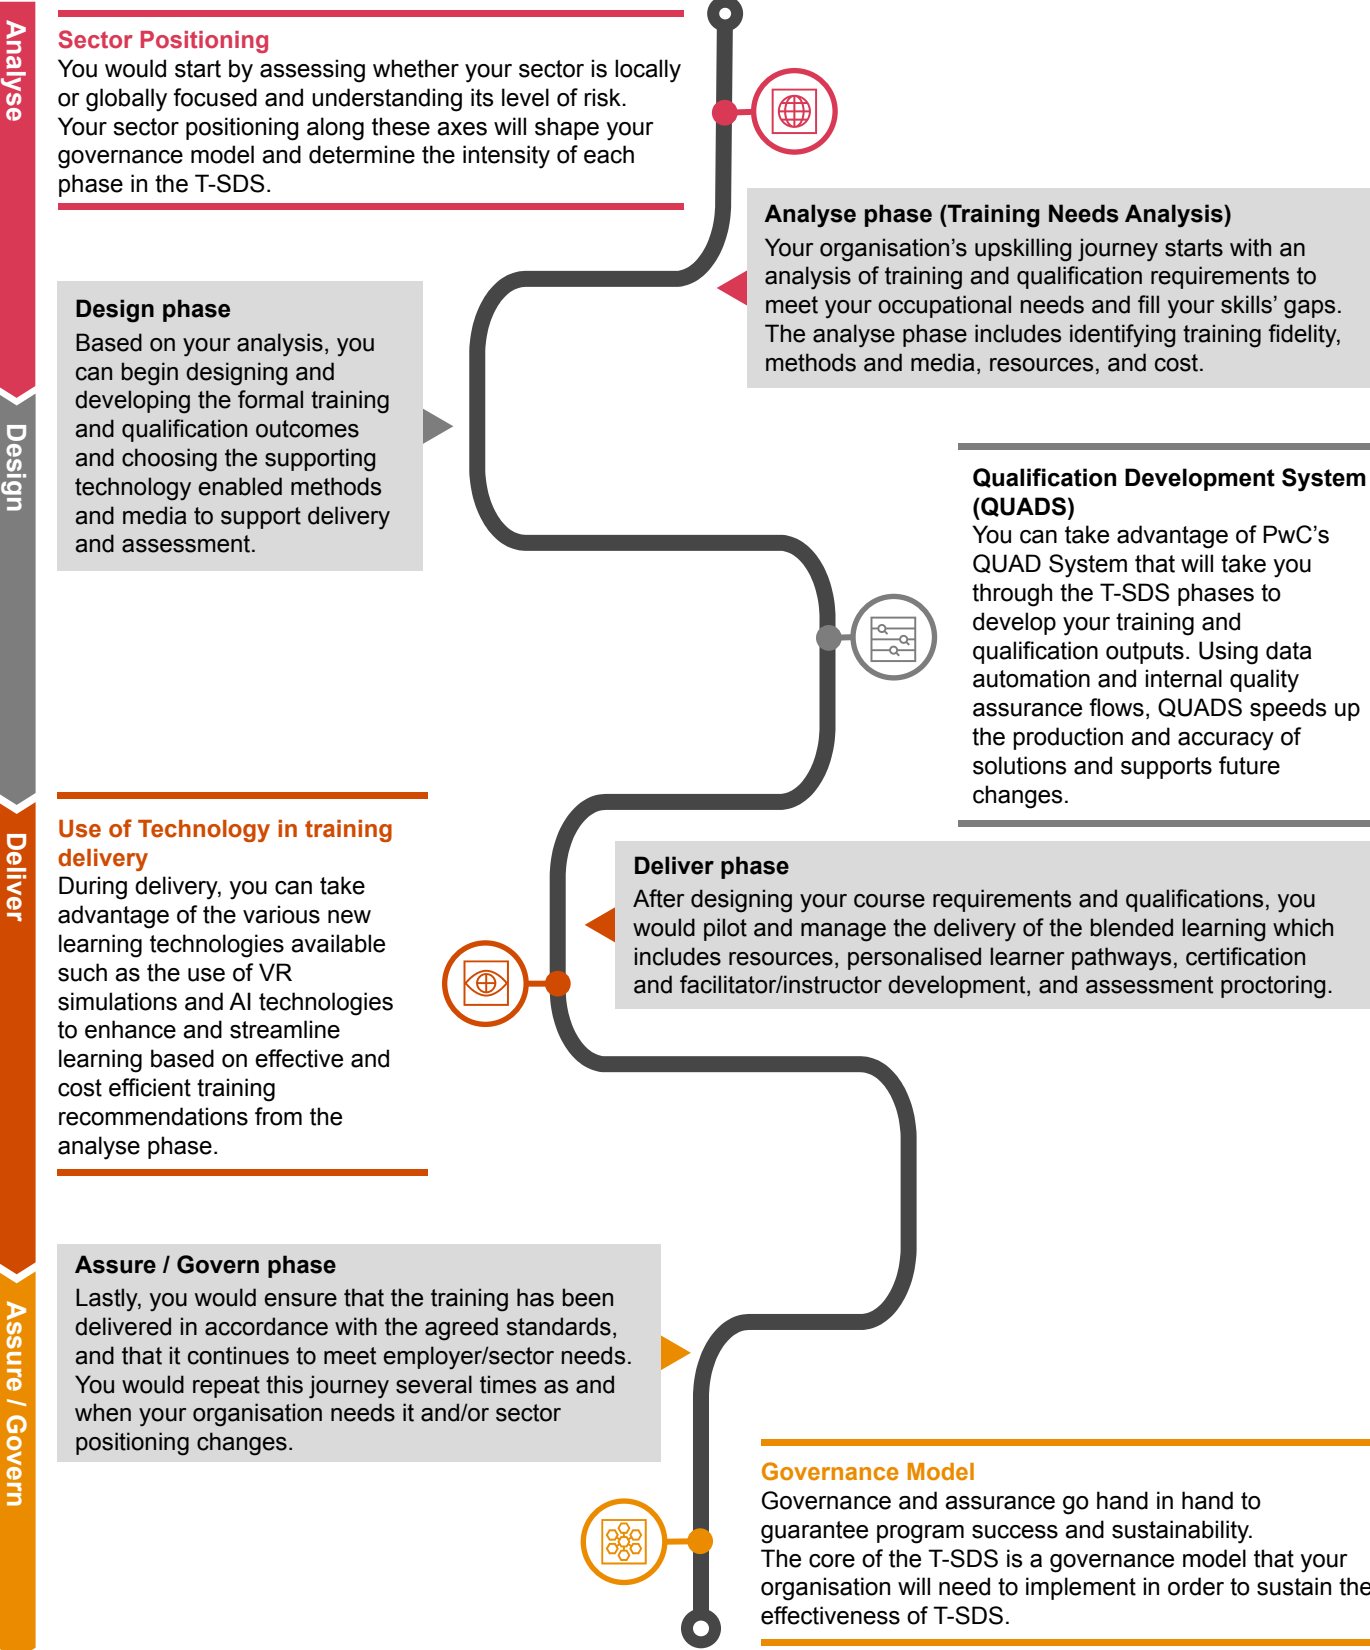 Analyse
Sector Positioning
You would start by assessing whether your sector is locally
or globally focused and understanding its level of risk.
Your sector positioning along these axes will shape your
governance model and determine the intensity of each
phase in the T-SDS.
Analyse phase (Training Needs Analysis)
Your organisation’s upskilling journey starts with an
analysis of training and qualification requirements to
meet your occupational needs and fill your skills’ gaps.
The analyse phase includes identifying training fidelity,
methods and media, resources, and cost.
Design
Design phase
Based on your analysis, you
can begin designing and
developing the formal training
and qualification outcomes
and choosing the supporting
technology enabled methods
and media to support delivery
and assessment.
Qualification Development System
(QUADS)
You can take advantage of PwC’s
QUAD System that will take you
through the T-SDS phases to
develop your training and
qualification outputs. Using data
automation and internal quality
assurance flows, QUADS speeds up
the production and accuracy of
solutions and supports future
changes.
Deliver
Use of Technology in training
delivery
During delivery, you can take
advantage of the various new
learning technologies available
such as the use of VR
simulations and AI technologies
to enhance and streamline
learning based on effective and
cost efficient training
recommendations from the
analyse phase.
Deliver phase
After designing your course requirements and qualifications, you
would pilot and manage the delivery of the blended learning which
includes resources, personalised learner pathways, certification
and facilitator/instructor development, and assessment proctoring.
Assure / Govern
Assure / Govern phase
Lastly, you would ensure that the training has been
delivered in accordance with the agreed standards,
and that it continues to meet employer/sector needs.
You would repeat this journey several times as and
when your organisation needs it and/or sector
positioning changes.
Governance Model
Governance and assurance go hand in hand to
guarantee program success and sustainability.
The core of the T-SDS is a governance model that your
organisation will need to implement in order to sustain the
effectiveness of T-SDS.